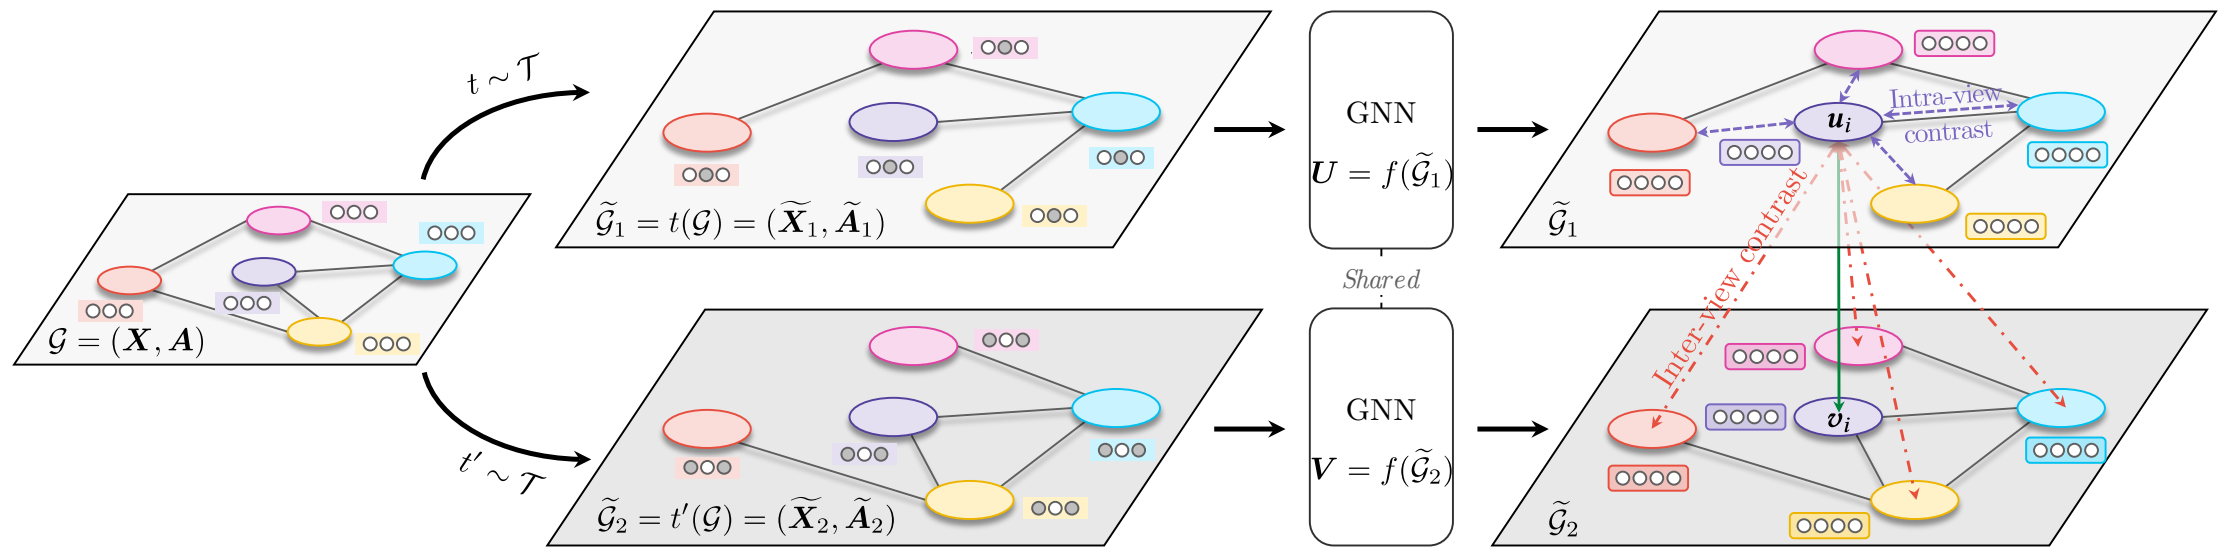 𝒢 = (𝑿, 𝑨)
t ∼ 𝒯
t′ ∼ 𝒯
𝒢̃₁ = t(𝒢) = (𝑿̃₁, 𝑨̃₁)
𝒢̃₂ = t′(𝒢) = (𝑿̃₂, 𝑨̃₂)
GNN
𝑼 = f(𝒢̃₁)
Shared
GNN
𝑽 = f(𝒢̃₂)
Intra-view
contrast
𝒖ᵢ
𝒢̃₁
Inter-view contrast
𝒗ᵢ
𝒢̃₂